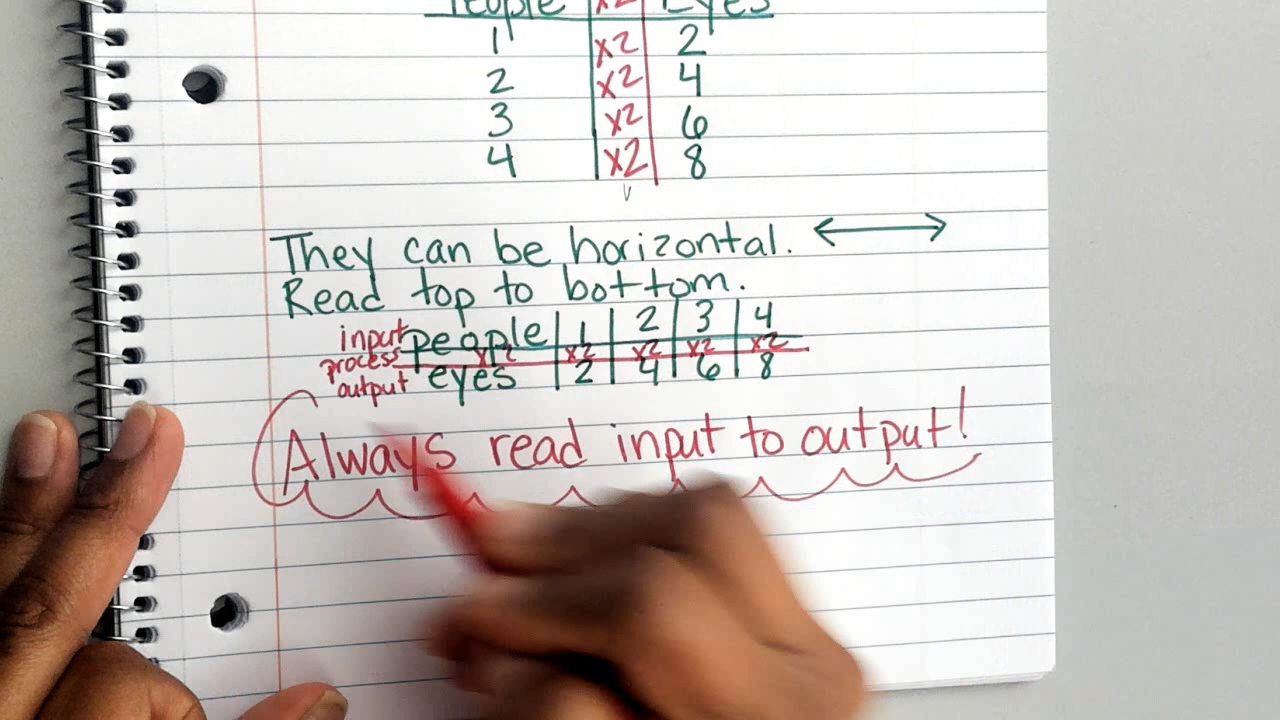 People x2 Eyes
1 x2 2
2 x2 4
3 x2 6
4 x2 8
They can be horizontal.
Read top to bottom.
input people 1 2 3 4
process x2 x2 x2 x2 x2
output eyes 2 4 6 8
Always read input to output!